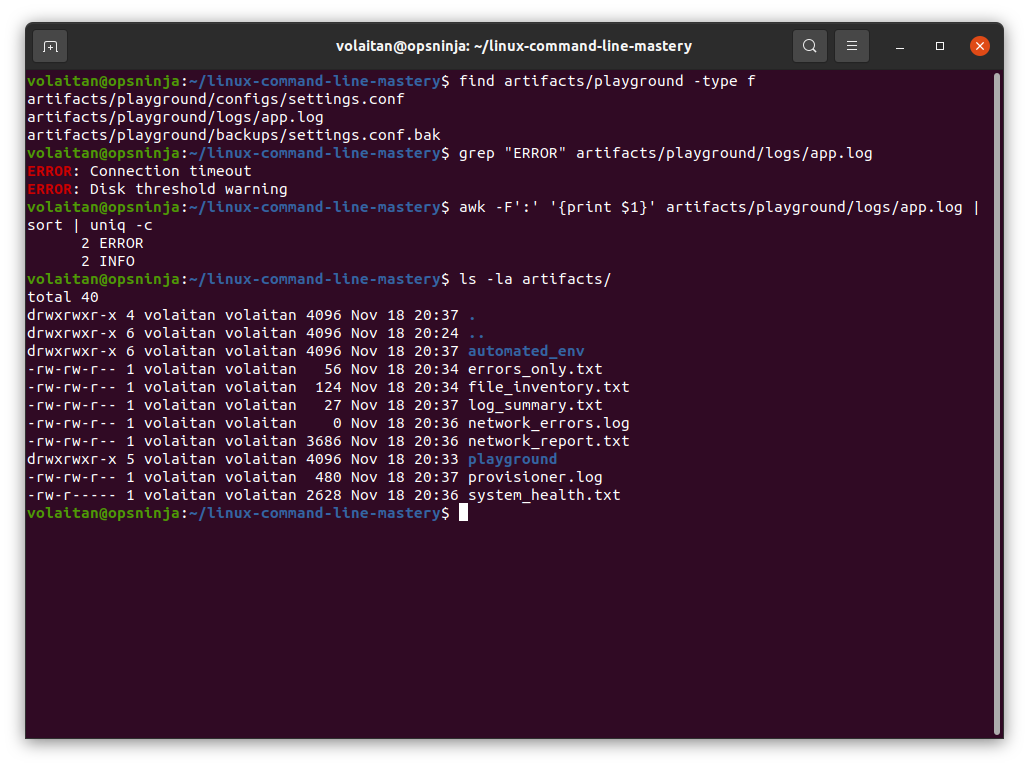 volaitan@opsninja: ~/linux-command-line-mastery
volaitan@opsninja:~/linux-command-line-mastery$ find artifacts/playground -type f
artifacts/playground/configs/settings.conf
artifacts/playground/logs/app.log
artifacts/playground/backups/settings.conf.bak
volaitan@opsninja:~/linux-command-line-mastery$ grep "ERROR" artifacts/playground/logs/app.log
ERROR: Connection timeout
ERROR: Disk threshold warning
volaitan@opsninja:~/linux-command-line-mastery$ awk -F':' '{print $1}' artifacts/playground/logs/app.log |
sort | uniq -c
      2 ERROR
      2 INFO
volaitan@opsninja:~/linux-command-line-mastery$ ls -la artifacts/
total 40
drwxrwxr-x 4 volaitan volaitan 4096 Nov 18 20:37 .
drwxrwxr-x 6 volaitan volaitan 4096 Nov 18 20:24 ..
drwxrwxr-x 6 volaitan volaitan 4096 Nov 18 20:37 automated_env
-rw-rw-r-- 1 volaitan volaitan   56 Nov 18 20:34 errors_only.txt
-rw-rw-r-- 1 volaitan volaitan  124 Nov 18 20:34 file_inventory.txt
-rw-rw-r-- 1 volaitan volaitan   27 Nov 18 20:37 log_summary.txt
-rw-rw-r-- 1 volaitan volaitan    0 Nov 18 20:36 network_errors.log
-rw-rw-r-- 1 volaitan volaitan 3686 Nov 18 20:36 network_report.txt
drwxrwxr-x 5 volaitan volaitan 4096 Nov 18 20:33 playground
-rw-rw-r-- 1 volaitan volaitan  480 Nov 18 20:37 provisioner.log
-rw-r----- 1 volaitan volaitan 2628 Nov 18 20:36 system_health.txt
volaitan@opsninja:~/linux-command-line-mastery$